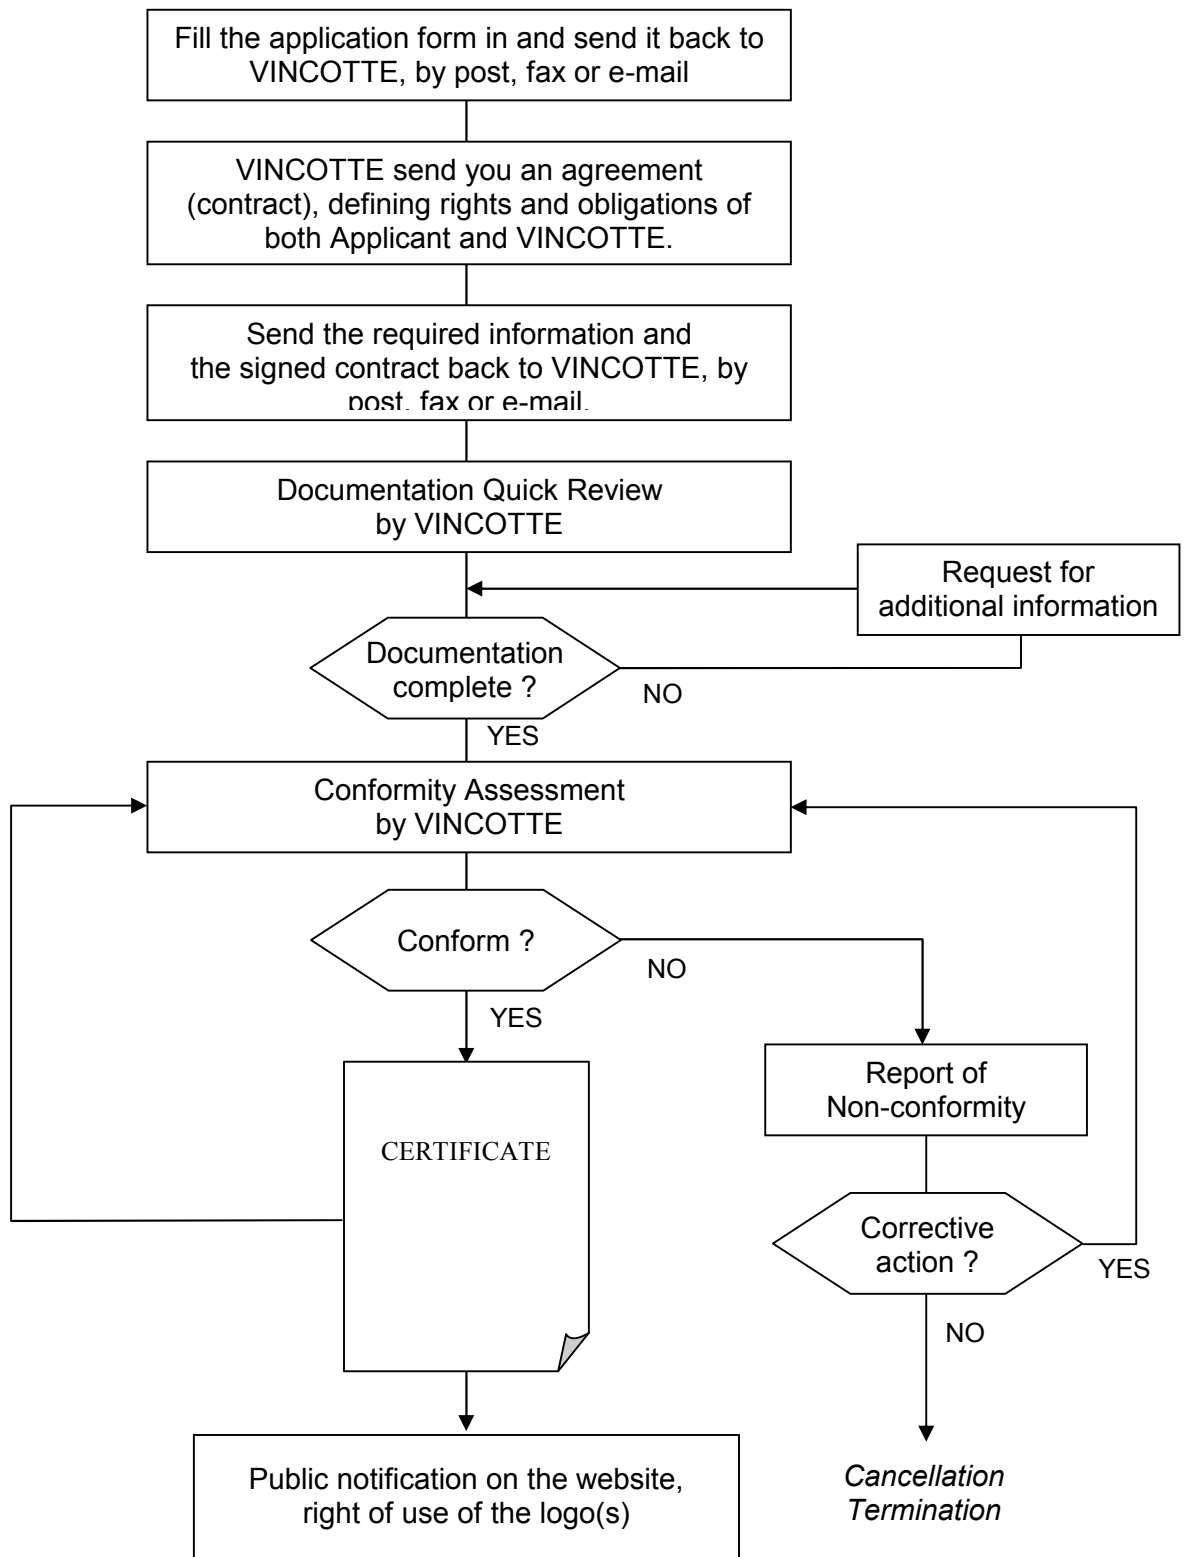 Fill the application form in and send it back to
VINCOTTE, by post, fax or e-mail
VINCOTTE send you an agreement
(contract), defining rights and obligations of
both Applicant and VINCOTTE.
Send the required information and
the signed contract back to VINCOTTE, by
post, fax or e-mail.
Documentation Quick Review
by VINCOTTE
Request for
additional information
Documentation
complete ?
NO
YES
Conformity Assessment
by VINCOTTE
Conform ?
NO
YES
Report of
Non-conformity
CERTIFICATE
Corrective
action ?
YES
NO
Cancellation
Termination
Public notification on the website,
right of use of the logo(s)